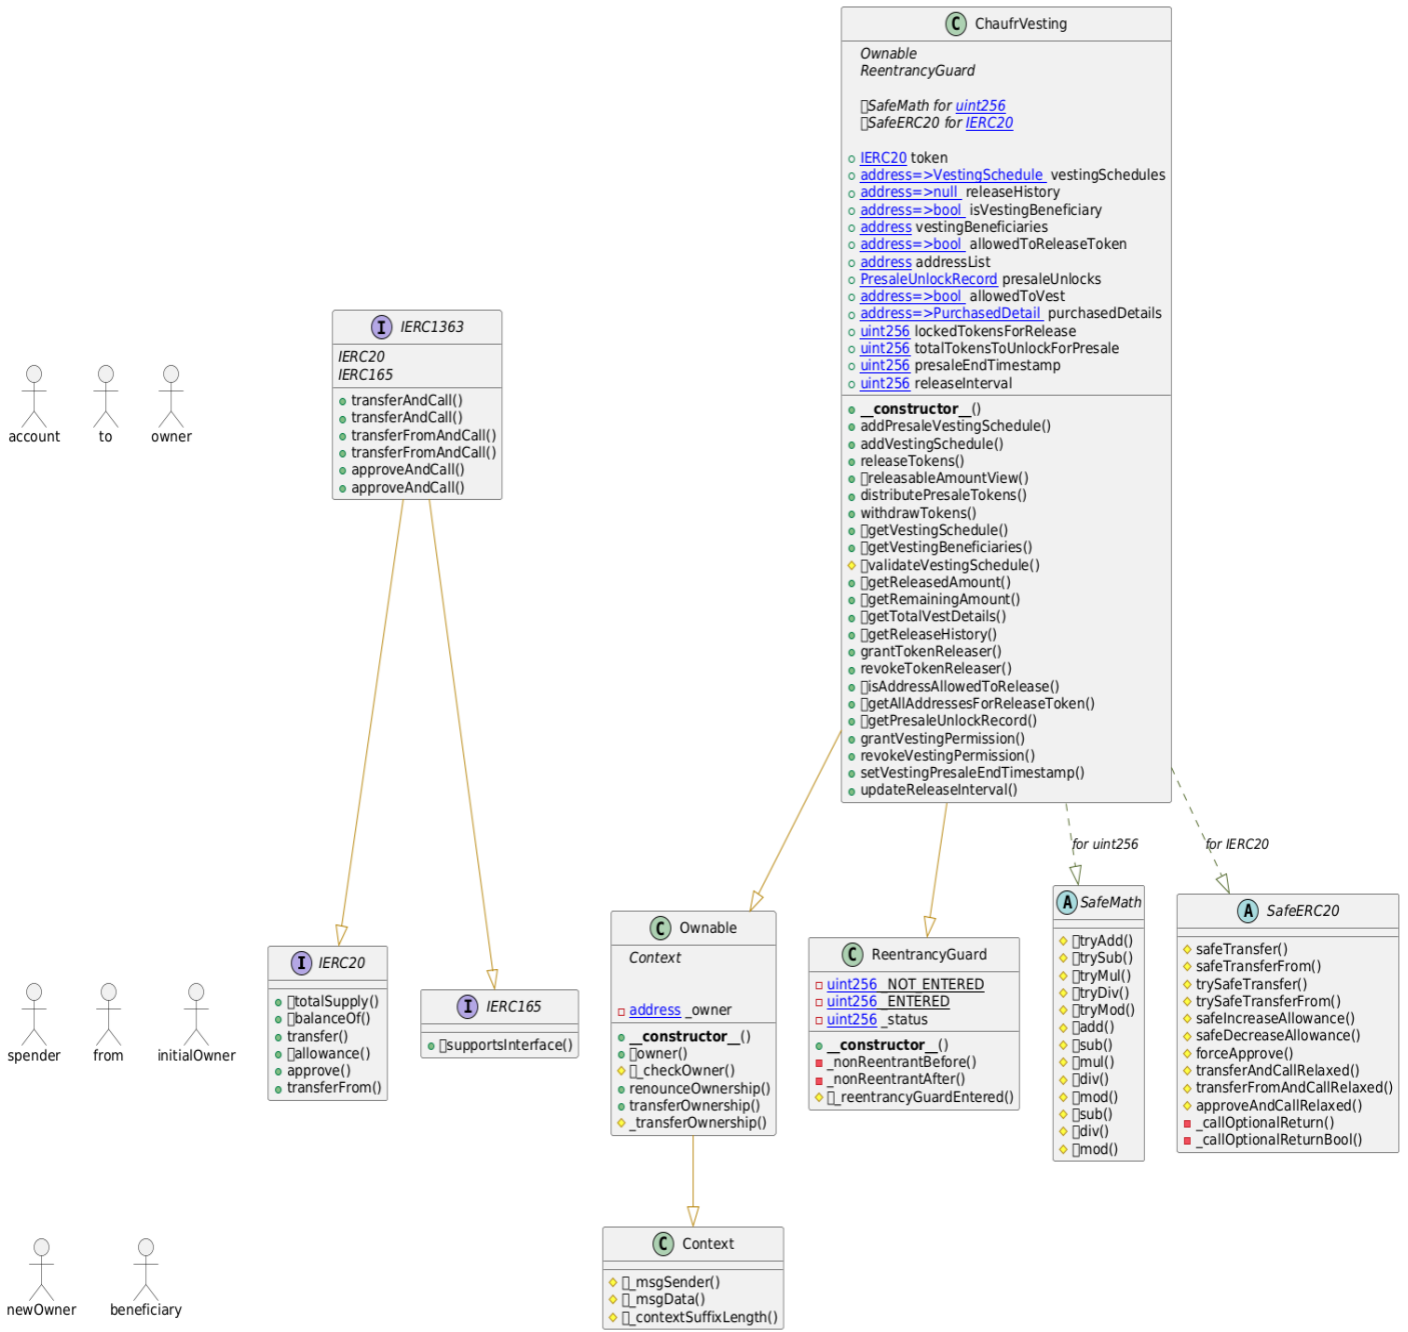 ChaufrVesting
Ownable
ReentrancyGuard
SafeMath for uint256
SafeERC20 for IERC20
IERC20 token
address=>VestingSchedule vestingSchedules
address=>null releaseHistory
address=>bool isVestingBeneficiary
address vestingBeneficiaries
address=>bool allowedToReleaseToken
address addressList
PresaleUnlockRecord presaleUnlocks
address=>bool allowedToVest
address=>PurchasedDetail purchasedDetails
uint256 lockedTokensForRelease
uint256 totalTokensToUnlockForPresale
uint256 presaleEndTimestamp
uint256 releaseInterval
__constructor__()
addPresaleVestingSchedule()
addVestingSchedule()
releaseTokens()
releasableAmountView()
distributePresaleTokens()
withdrawTokens()
getVestingSchedule()
getVestingBeneficiaries()
validateVestingSchedule()
getReleasedAmount()
getRemainingAmount()
getTotalVestDetails()
getReleaseHistory()
grantTokenReleaser()
revokeTokenReleaser()
isAddressAllowedToRelease()
getAllAddressesForReleaseToken()
getPresaleUnlockRecord()
grantVestingPermission()
revokeVestingPermission()
setVestingPresaleEndTimestamp()
updateReleaseInterval()
IERC1363
IERC20
IERC165
transferAndCall()
transferAndCall()
transferFromAndCall()
transferFromAndCall()
approveAndCall()
approveAndCall()
account
to
owner
for uint256
for IERC20
IERC20
totalSupply()
balanceOf()
transfer()
allowance()
approve()
transferFrom()
IERC165
supportsInterface()
Ownable
Context
address _owner
__constructor__()
owner()
_checkOwner()
renounceOwnership()
transferOwnership()
_transferOwnership()
ReentrancyGuard
uint256 _NOT_ENTERED
uint256 _ENTERED
uint256 _status
__constructor__()
_nonReentrantBefore()
_nonReentrantAfter()
_reentrancyGuardEntered()
SafeMath
tryAdd()
trySub()
tryMul()
tryDiv()
tryMod()
add()
sub()
mul()
div()
mod()
sub()
div()
mod()
SafeERC20
safeTransfer()
safeTransferFrom()
trySafeTransfer()
trySafeTransferFrom()
safeIncreaseAllowance()
safeDecreaseAllowance()
forceApprove()
transferAndCallRelaxed()
transferFromAndCallRelaxed()
approveAndCallRelaxed()
_callOptionalReturn()
_callOptionalReturnBool()
spender
from
initialOwner
Context
_msgSender()
_msgData()
_contextSuffixLength()
newOwner
beneficiary